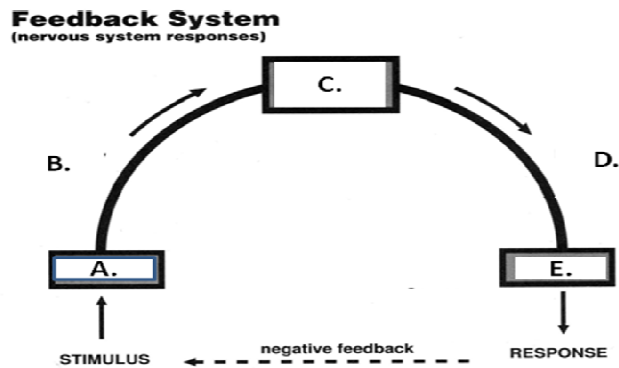 Feedback System
(nervous system responses)
C.
B.
D.
A.
E.
negative feedback
STIMULUS
RESPONSE